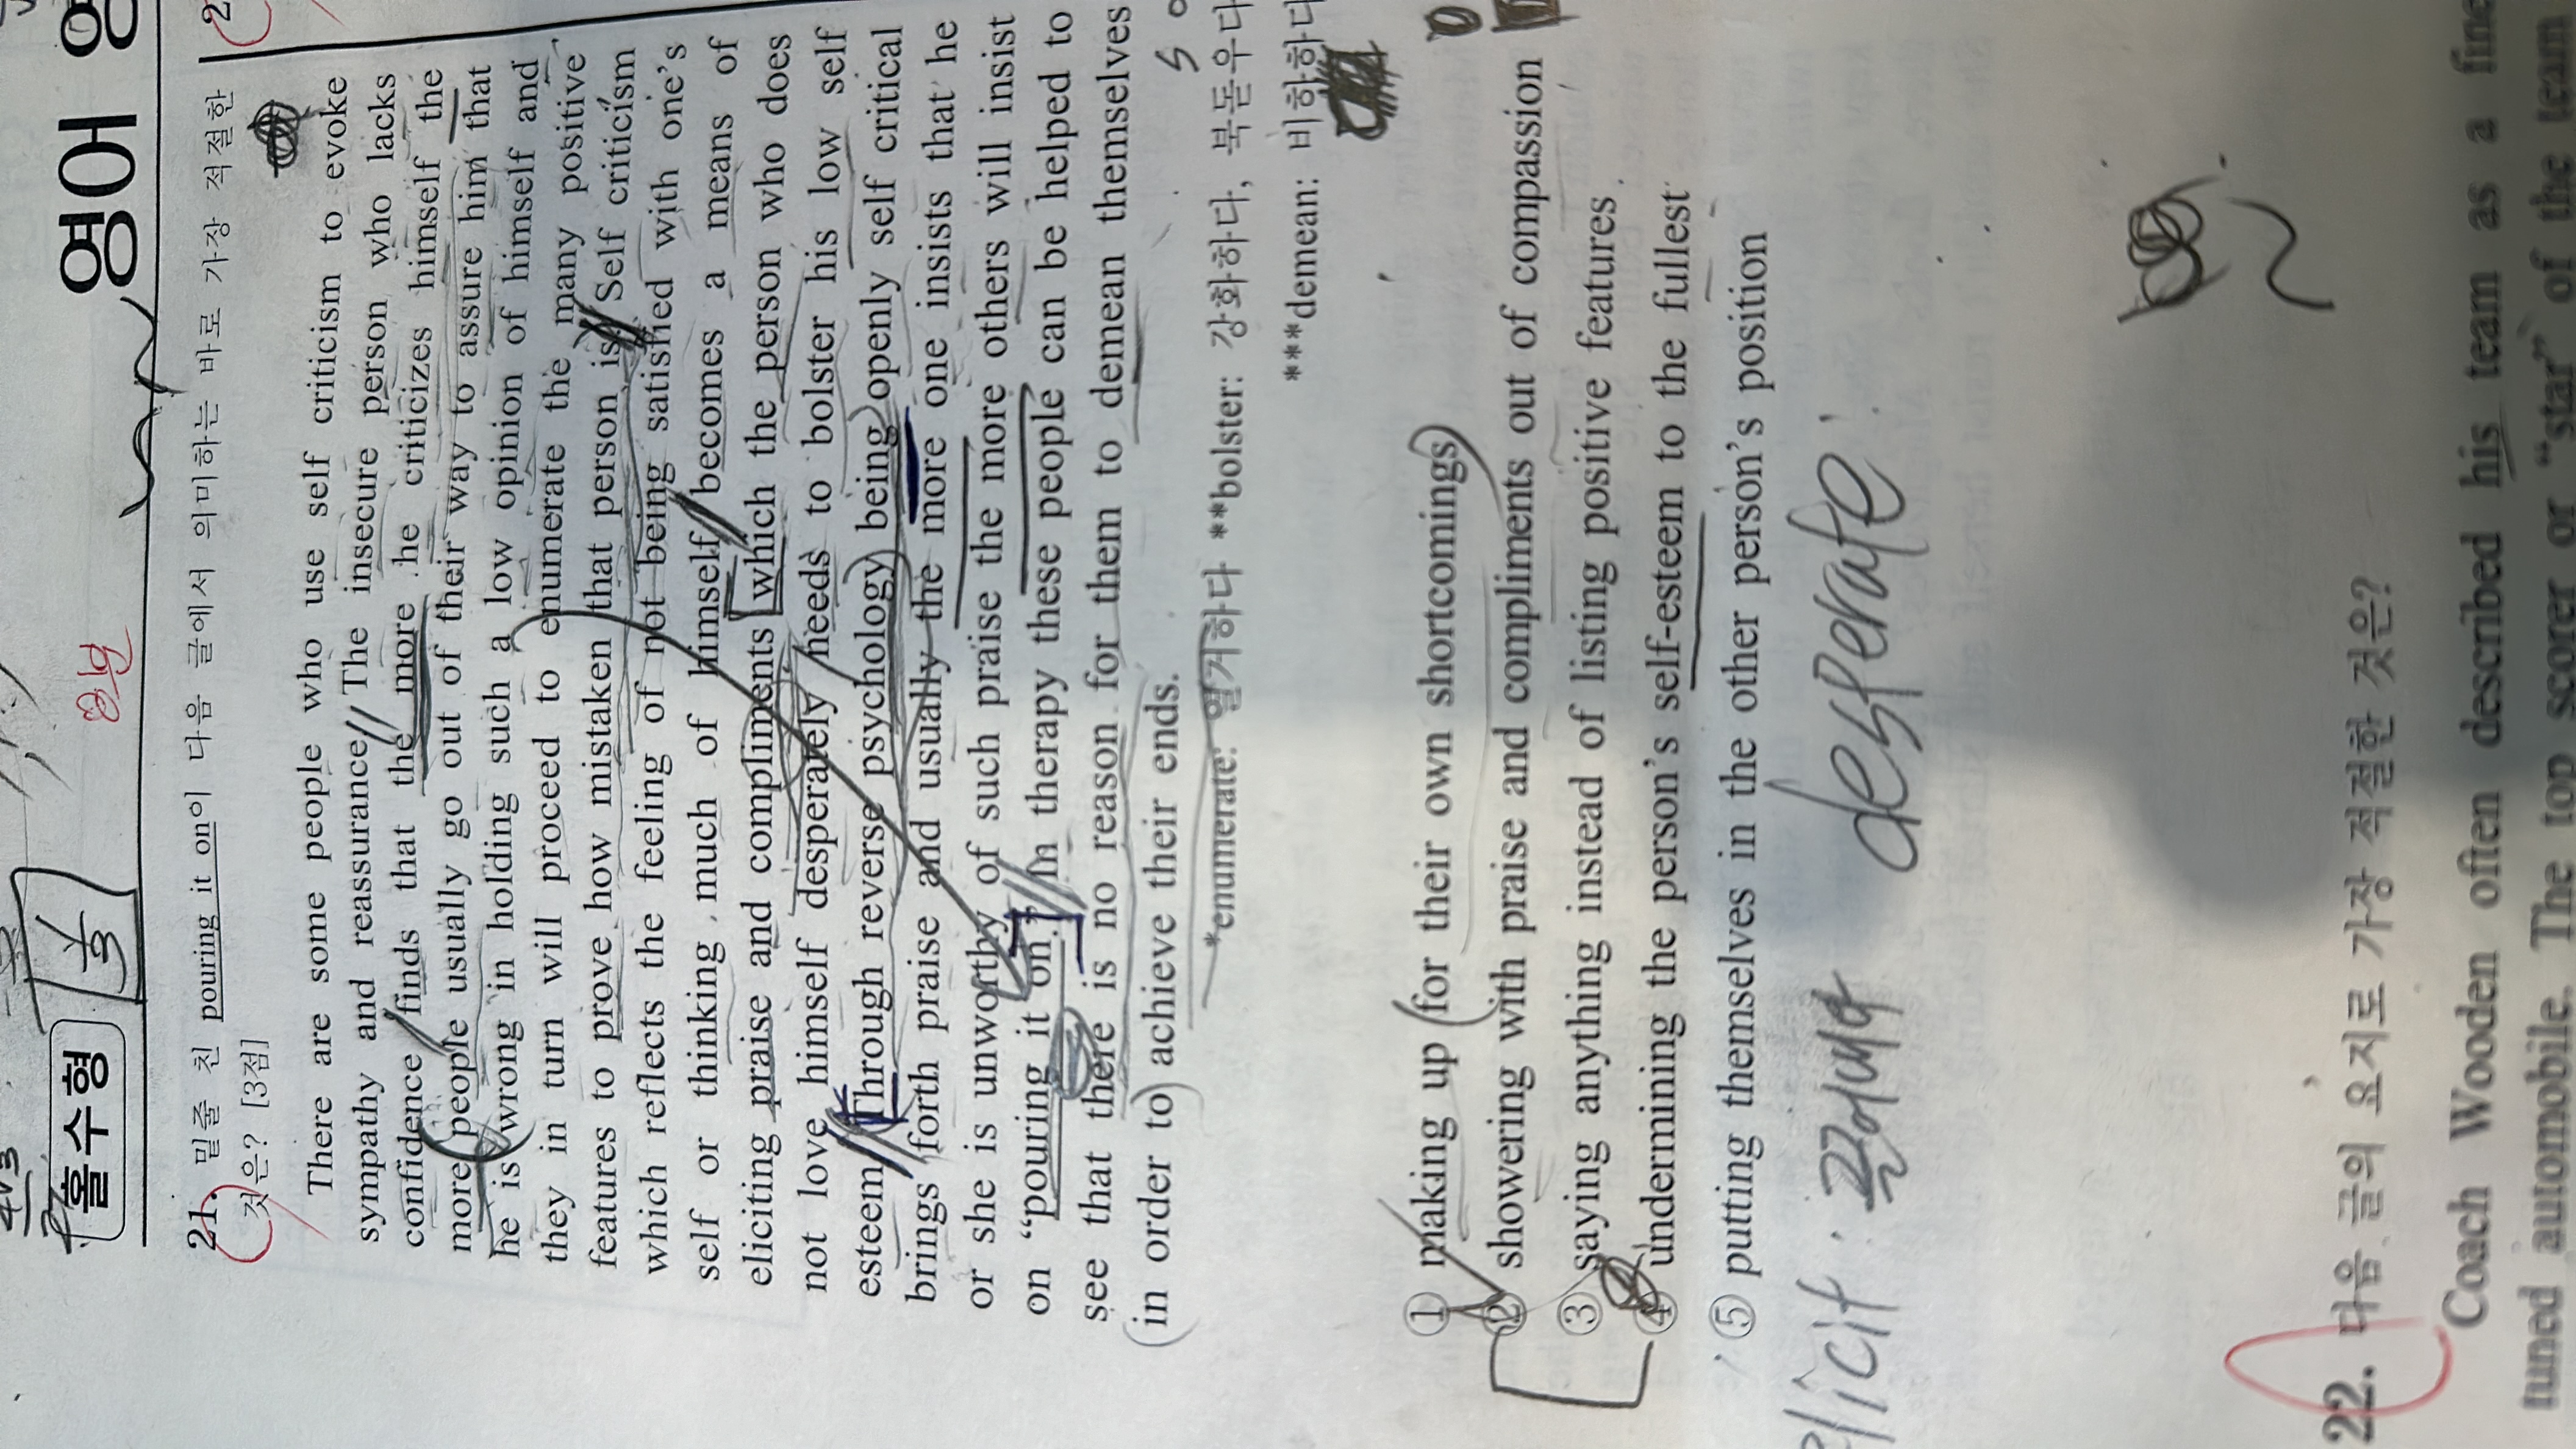 영어 영
홀수형
21. 밑줄 친 pouring it on이 다음 글에서 의미하는 바로 가장 적절한
것은? [3점]
There are some people who use self criticism to evoke
sympathy and reassurance. The insecure person who lacks
confidence finds that the more he criticizes himself the
more people usually go out of their way to assure him that
he is wrong in holding such a low opinion of himself and
they in turn will proceed to enumerate the many positive
features to prove how mistaken that person is. Self criticism
which reflects the feeling of not being satisfied with one's
self or thinking much of himself becomes a means of
eliciting praise and compliments which the person who does
not love himself desperately needs to bolster his low self
esteem. Through reverse psychology being openly self critical
brings forth praise and usually the more one insists that he
or she is unworthy of such praise the more others will insist
on “pouring it on.” In therapy these people can be helped to
see that there is no reason for them to demean themselves
in order to achieve their ends.
*enumerate: 열거하다 **bolster: 강화하다, 북돋우다
***demean: 비하하다
① making up for their own shortcomings
② showering with praise and compliments out of compassion
③ saying anything instead of listing positive features
④ undermining the person's self-esteem to the fullest
⑤ putting themselves in the other person's position
elicit desperate
22. 다음 글의 요지로 가장 적절한 것은?
Coach Wooden often described his team as a fine
tuned automobile. The top scorer or “star” of the team